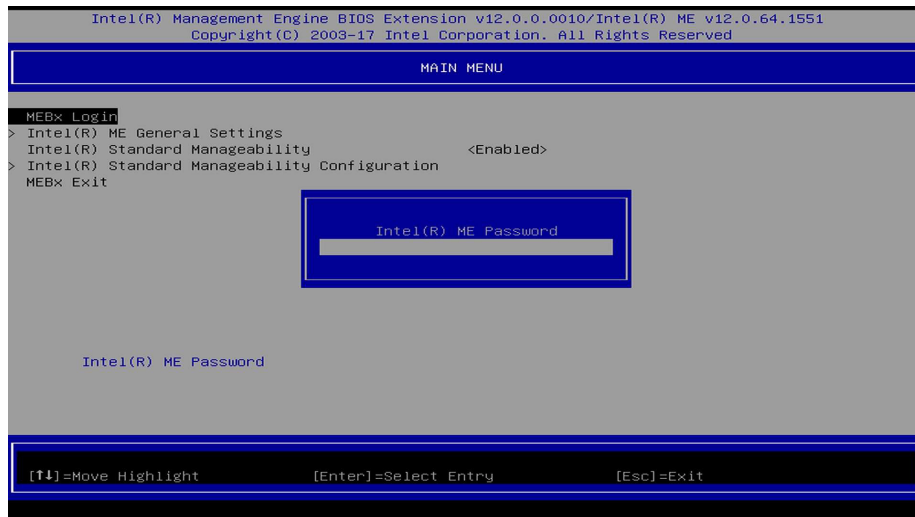 Intel(R) Management Engine BIOS Extension v12.0.0.0010/Intel(R) ME v12.0.64.1551
Copyright(C) 2003-17 Intel Corporation. All Rights Reserved
MAIN MENU
MEBx Login
> Intel(R) ME General Settings
Intel(R) Standard Manageability <Enabled>
> Intel(R) Standard Manageability Configuration
MEBx Exit
Intel(R) ME Password
Intel(R) ME Password
[↑↓]=Move Highlight [Enter]=Select Entry [Esc]=Exit